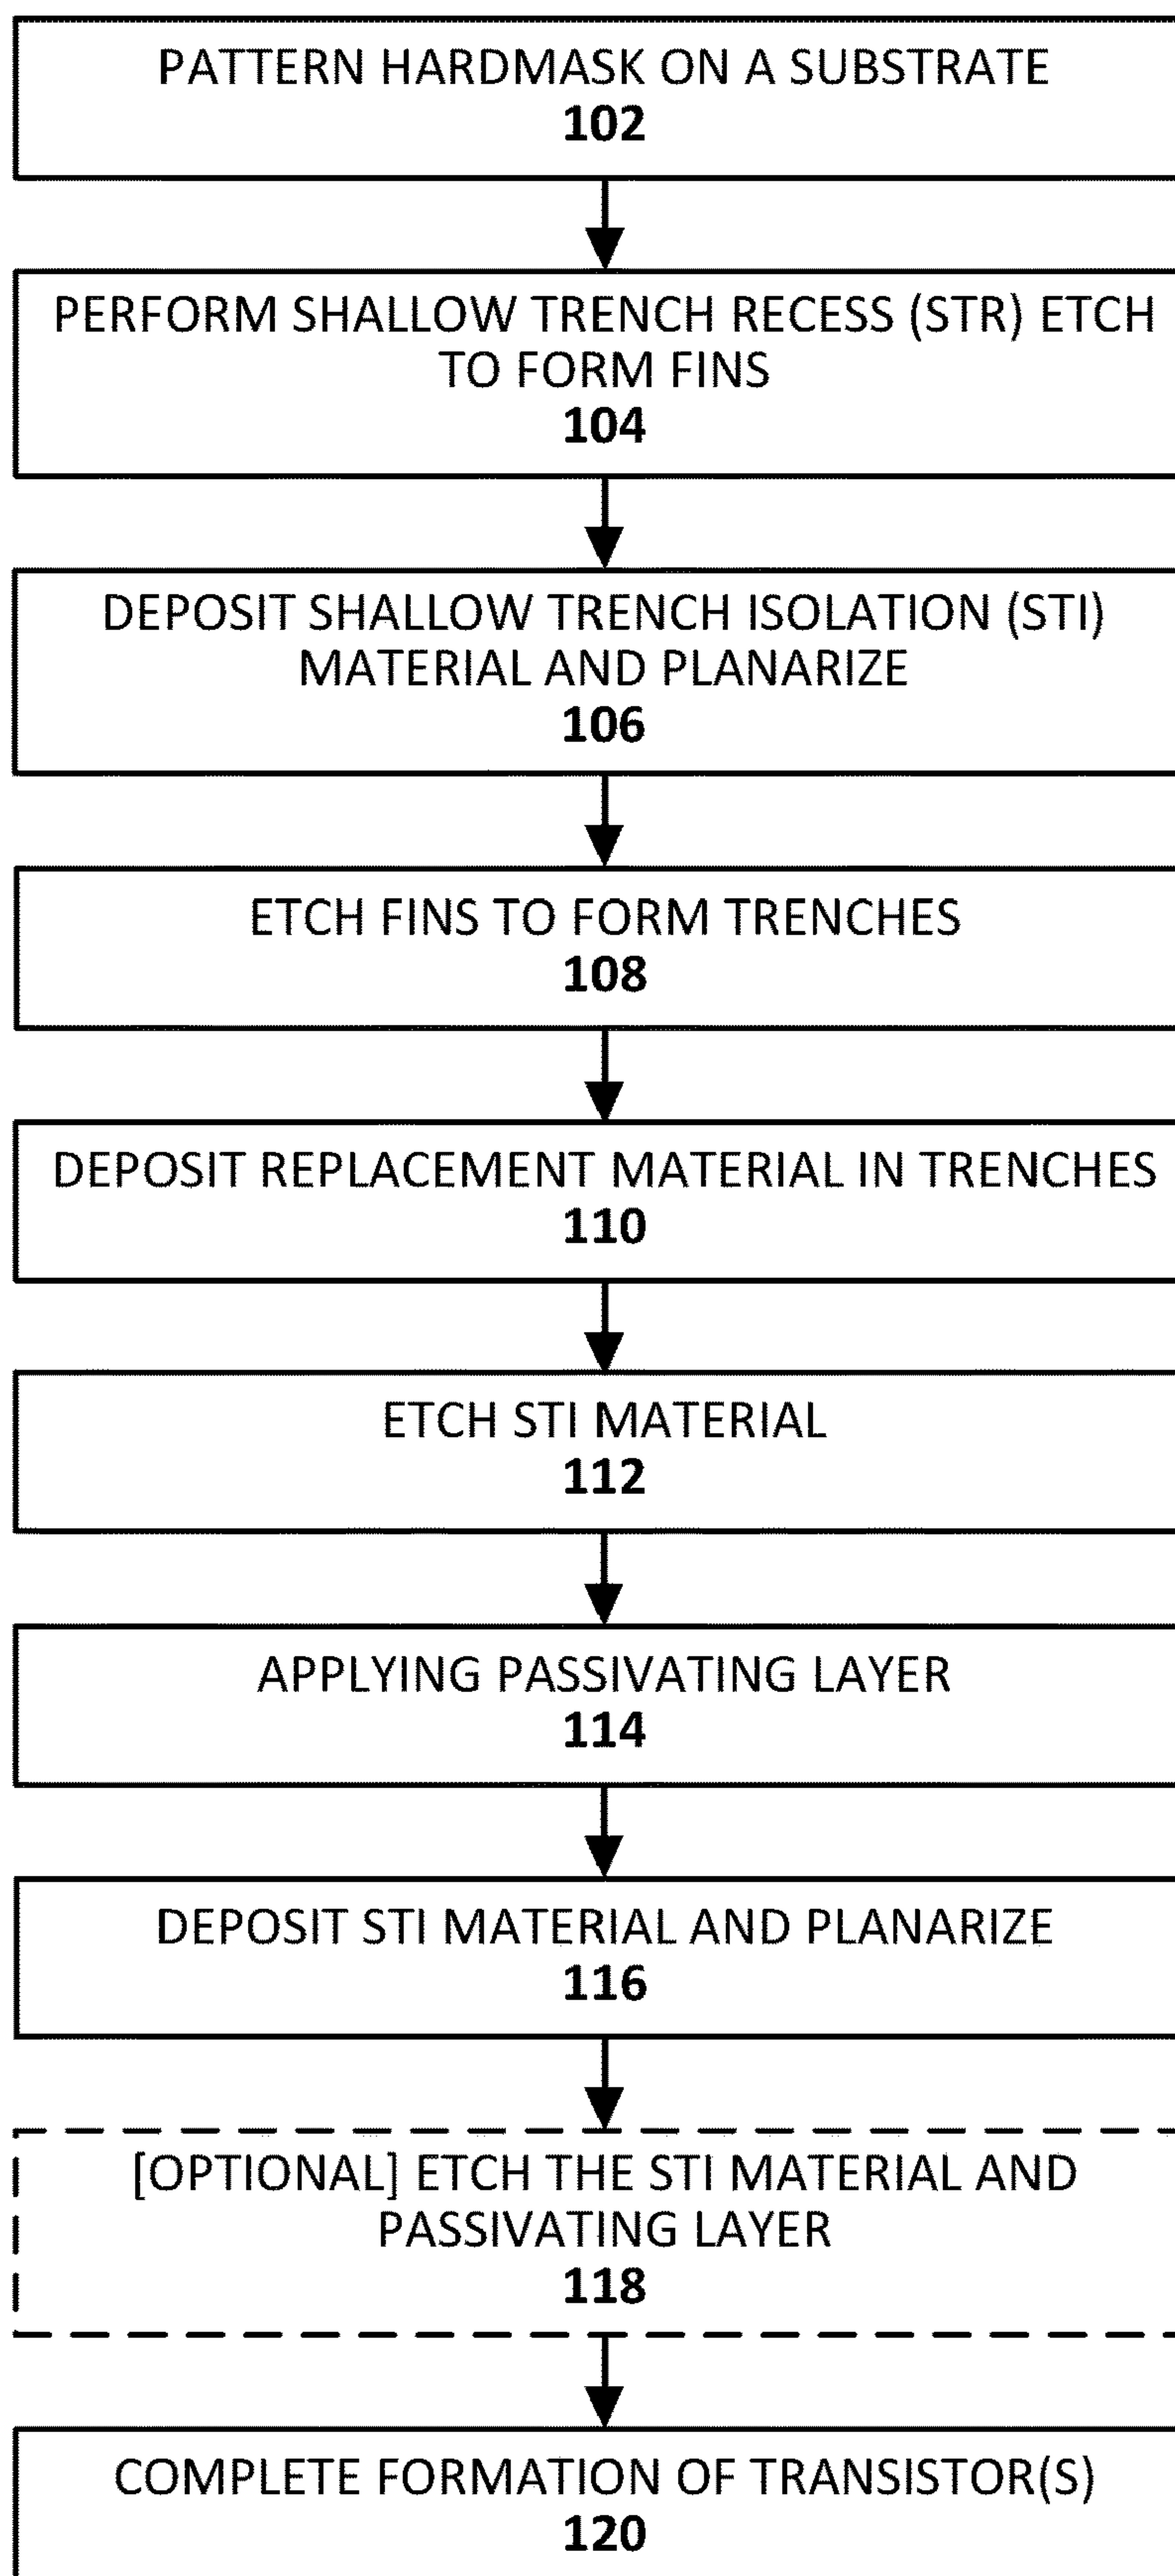 PATTERN HARDMASK ON A SUBSTRATE
102
PERFORM SHALLOW TRENCH RECESS (STR) ETCH
TO FORM FINS
104
DEPOSIT SHALLOW TRENCH ISOLATION (STI)
MATERIAL AND PLANARIZE
106
ETCH FINS TO FORM TRENCHES
108
DEPOSIT REPLACEMENT MATERIAL IN TRENCHES
110
ETCH STI MATERIAL
112
APPLYING PASSIVATING LAYER
114
DEPOSIT STI MATERIAL AND PLANARIZE
116
[OPTIONAL] ETCH THE STI MATERIAL AND
PASSIVATING LAYER
118
COMPLETE FORMATION OF TRANSISTOR(S)
120